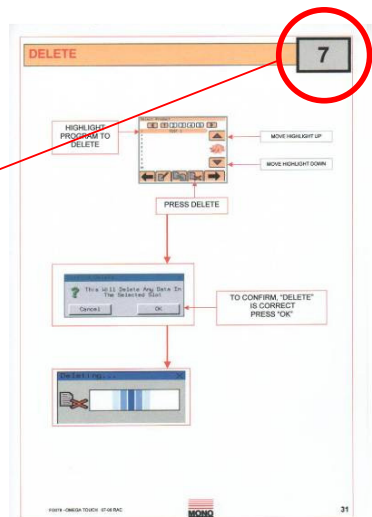 DELETE
7
HIGHLIGHT
PROGRAM TO
DELETE
MOVE HIGHLIGHT UP
MOVE HIGHLIGHT DOWN
PRESS DELETE
This Will Delete Any Data In
The Selected Slot
Cancel
OK
TO CONFIRM, "DELETE"
IS CORRECT
PRESS "OK"
Deleting...
MONO
31